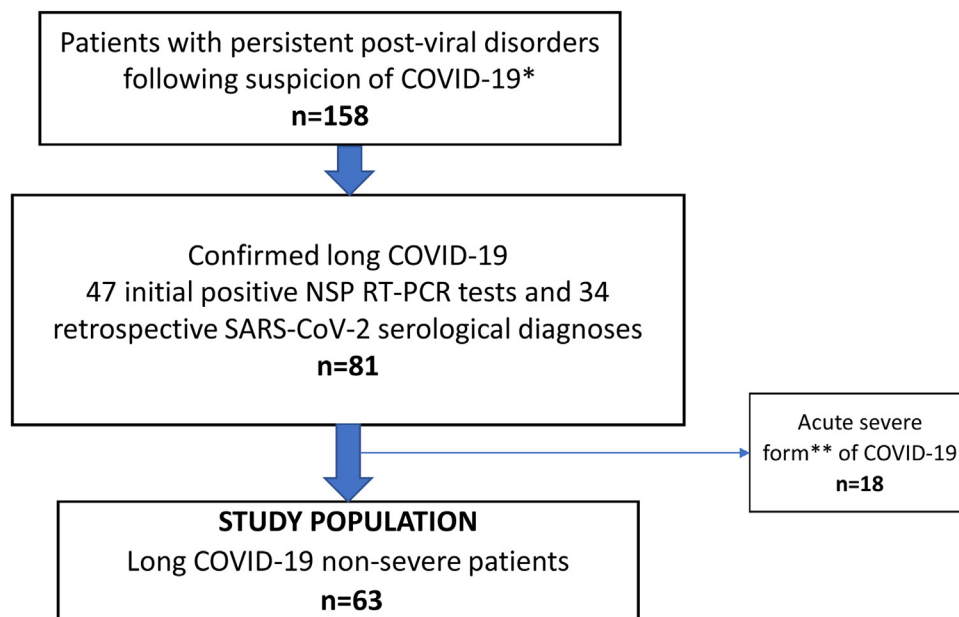 Patients with persistent post-viral disorders
following suspicion of COVID-19*
n=158
Confirmed long COVID-19
47 initial positive NSP RT-PCR tests and 34
retrospective SARS-CoV-2 serological diagnoses
n=81
Acute severe
form** of COVID-19
n=18
STUDY POPULATION
Long COVID-19 non-severe patients
n=63